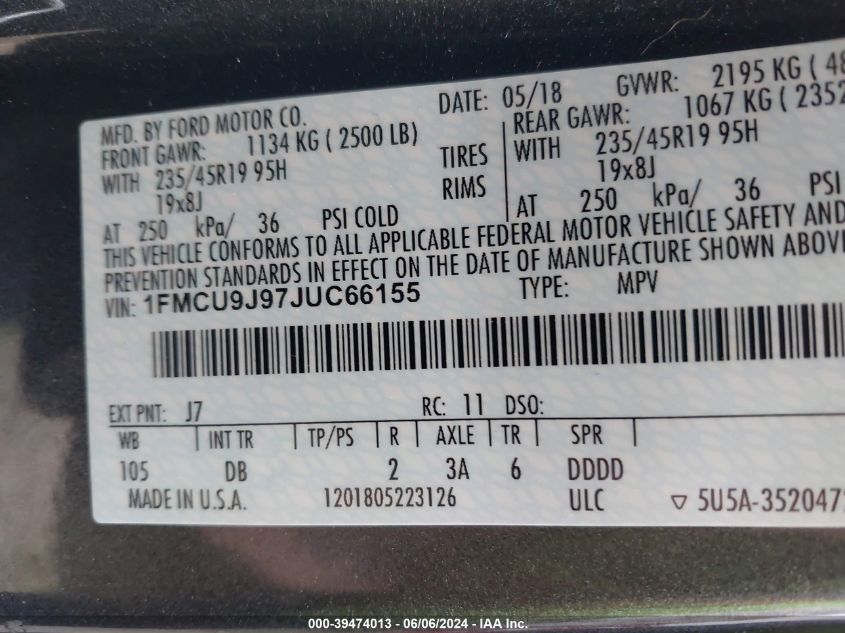 MFD. BY FORD MOTOR CO.
DATE: 05/18 GVWR: 2195 KG ( 48
FRONT GAWR: 1134 KG ( 2500 LB)
REAR GAWR: 1067 KG ( 2352
WITH 235/45R19 95H TIRES WITH 235/45R19 95H
19x8J RIMS 19x8J
AT 250 kPa/ 36 PSI COLD AT 250 kPa/ 36 PSI
THIS VEHICLE CONFORMS TO ALL APPLICABLE FEDERAL MOTOR VEHICLE SAFETY AND
PREVENTION STANDARDS IN EFFECT ON THE DATE OF MANUFACTURE SHOWN ABOVE
VIN: 1FMCU9J97JUC66155 TYPE: MPV
EXT PNT: J7 RC: 11 DSO:
WB INT TR TP/PS R AXLE TR SPR
105 DB 2 3A 6 DDDD
MADE IN U.S.A. 1201805223126 ULC ▽ 5U5A-3520472
000-39474013 - 06/06/2024 - IAA Inc.